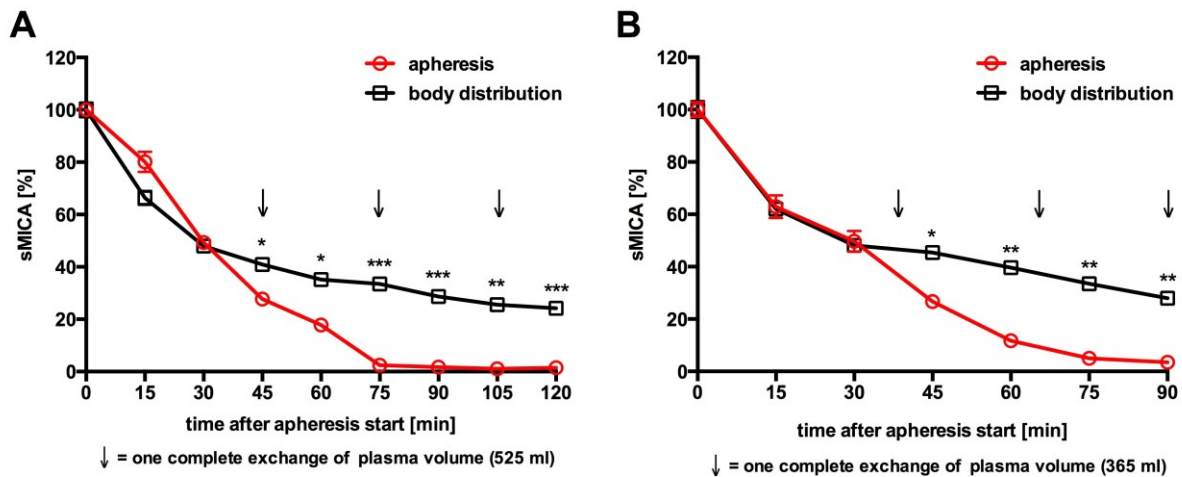 A
120
100
80
60
40
20
0
sMICA [%]
apheresis
body distribution
* * *** *** ** ***
0 15 30 45 60 75 90 105 120
time after apheresis start [min]
↓ = one complete exchange of plasma volume (525 ml)
B
120
100
80
60
40
20
0
sMICA [%]
apheresis
body distribution
* ** ** **
0 15 30 45 60 75 90
time after apheresis start [min]
↓ = one complete exchange of plasma volume (365 ml)